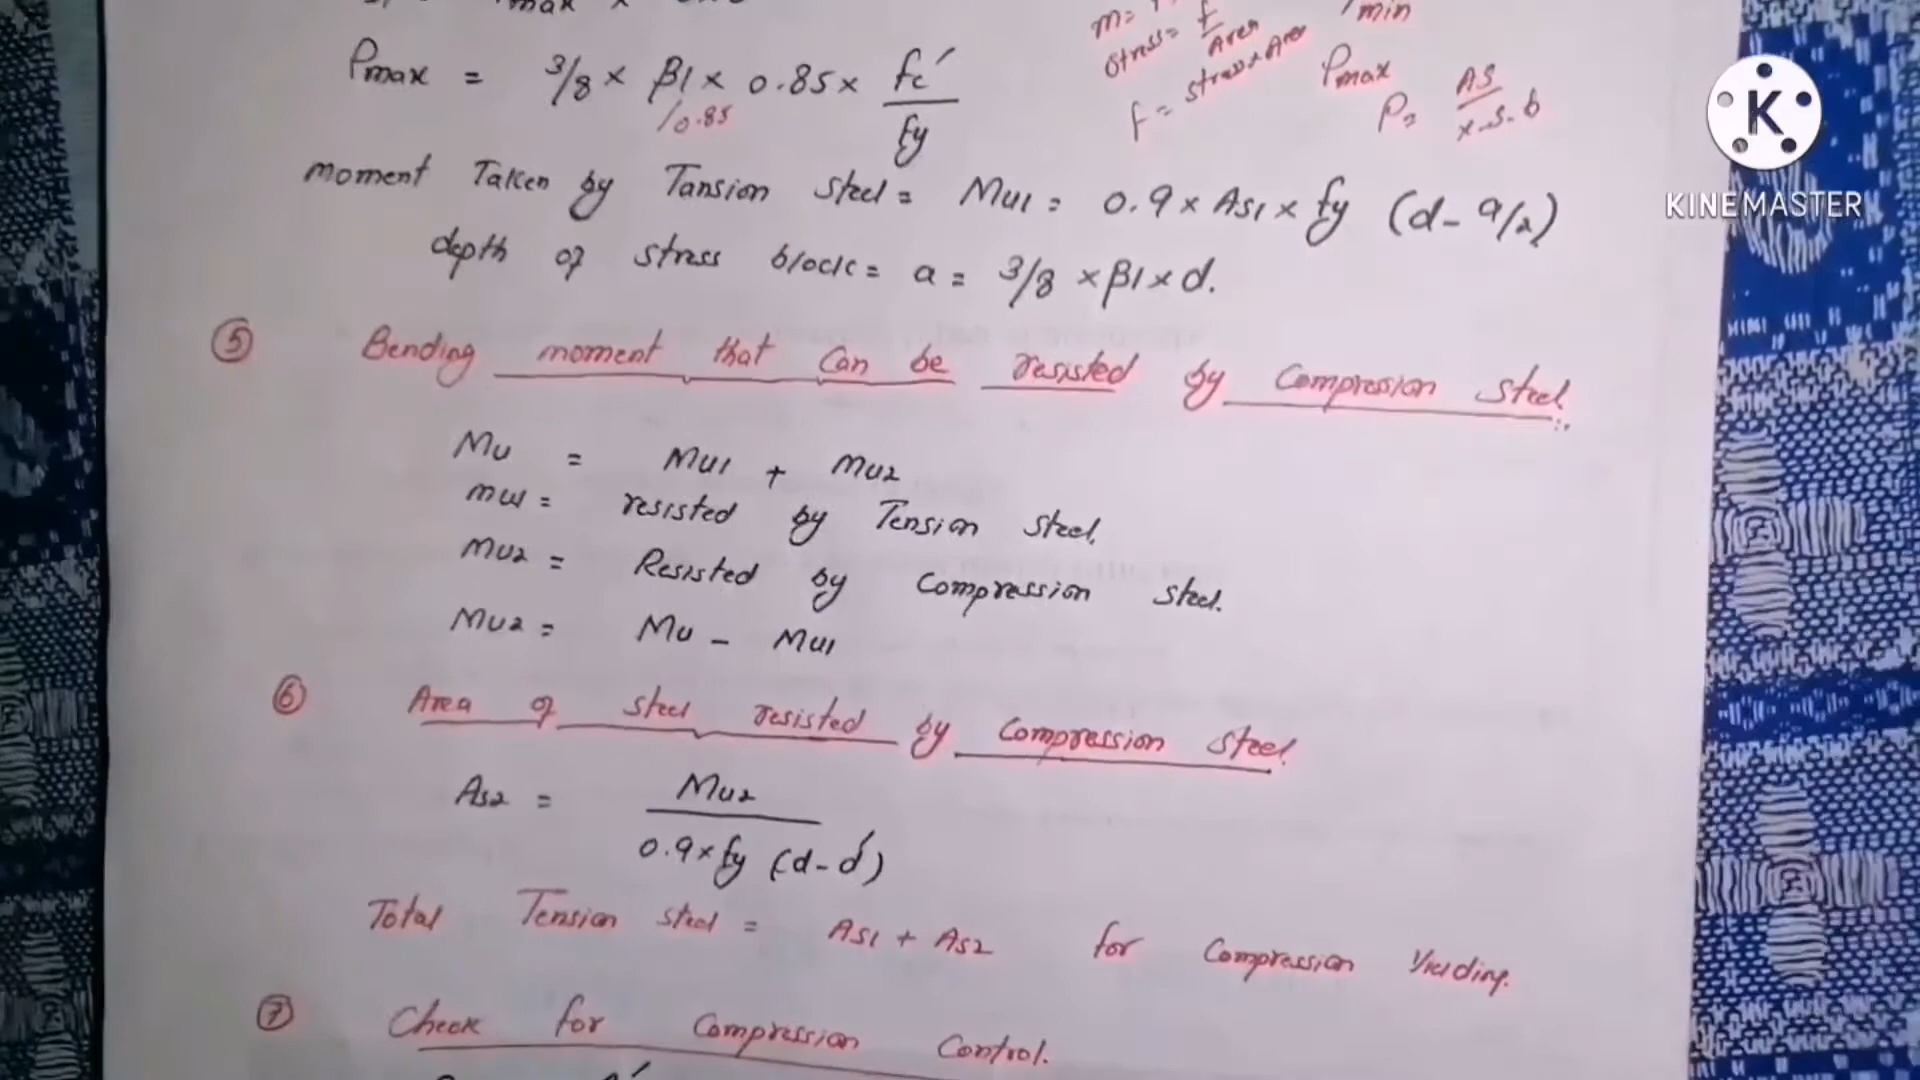 Pmax = 3/8 × β1 × 0.85 × fc' / fy
/0.85
Stress = f / Area
f = stress × Area
min
Pmax
P = AS / x-s. b
K
KINEMASTER
moment Taken by Tansion steel = Mu1 = 0.9 × As1 × fy (d - a/2)
depth of stress block = a = 3/8 × β1 × d.
5 Bending moment that can be resisted by Compression steel.
Mu = Mu1 + Mu2
mu1 = resisted by Tension steel.
Mu2 = Resisted by Compression steel.
Mu2 = Mu - Mu1
6 Area of steel resisted by Compression steel.
As2 = Mu2 / 0.9 × fy (d - d')
Total Tension steel = As1 + As2 for Compression Yielding.
7 Check for Compression Control.